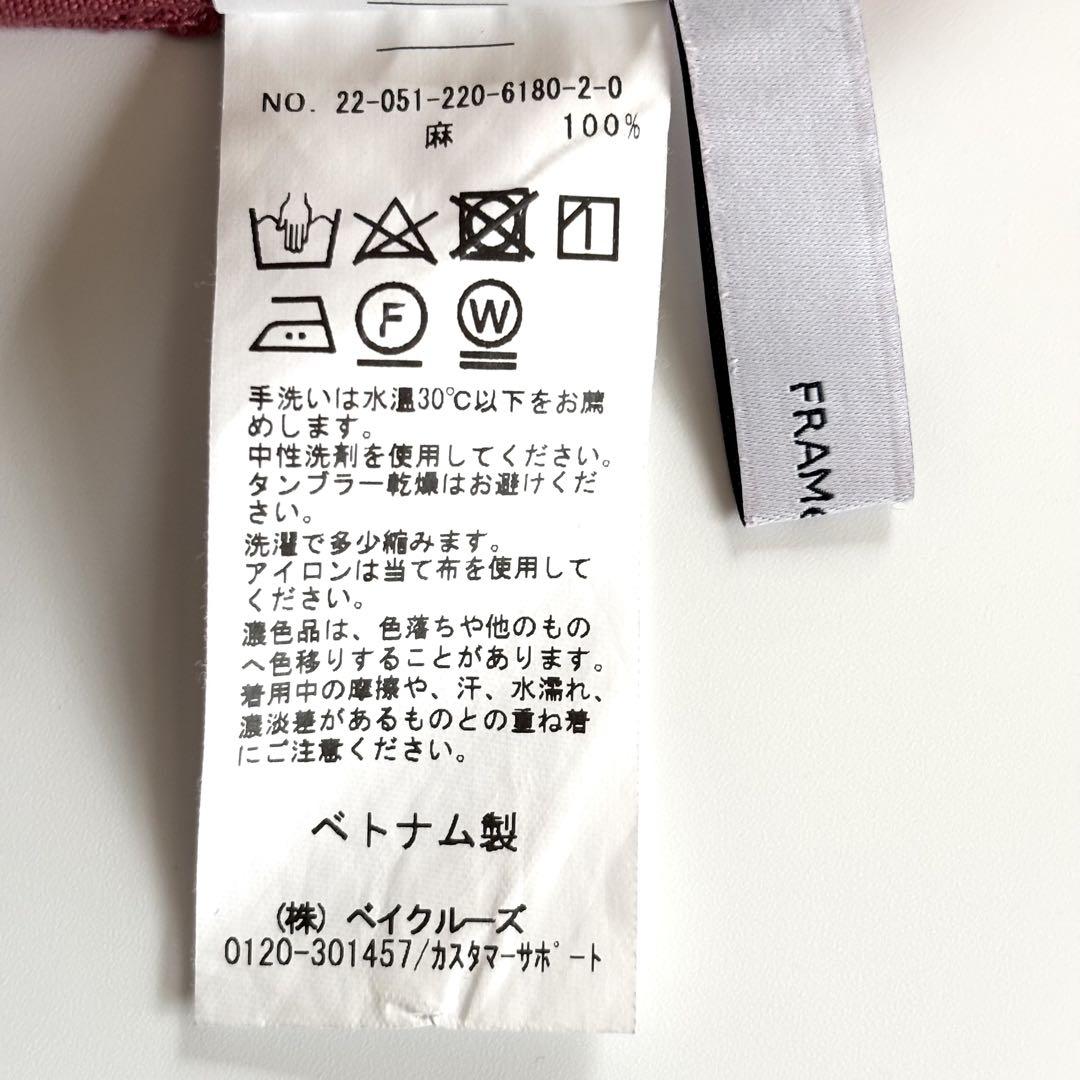 NO. 22-051-220-6180-2-0
麻 100%
F W
手洗いは水温30℃以下をお薦
めします。
中性洗剤を使用してください。
タンブラー乾燥はお避けくだ
さい。
洗濯で多少縮みます。
アイロンは当て布を使用して
ください。
濃色品は、色落ちや他のもの
へ色移りすることがあります。
着用中の摩擦や、汗、水濡れ、
濃淡差があるものとの重ね着
にご注意ください。
ベトナム製
(株) ベイクルーズ
0120-301457/カスタマーサポート